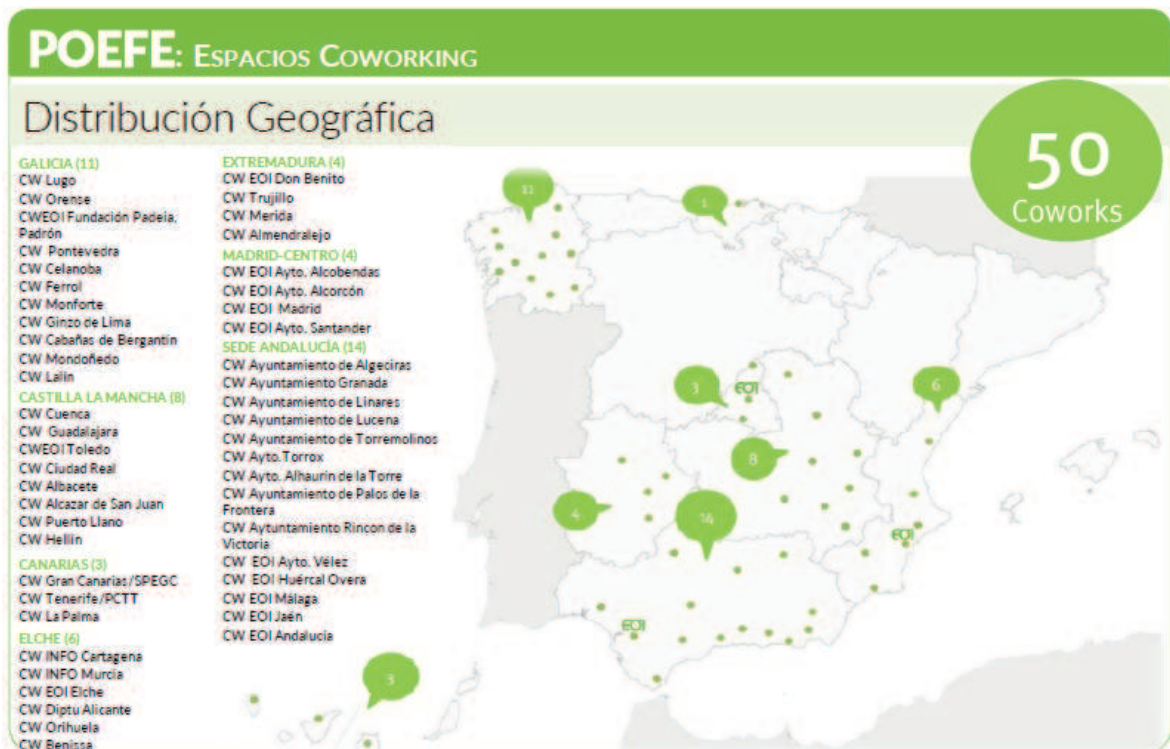 POEFE: ESPACIOS COWORKING
Distribución Geográfica
50
Coworks
GALICIA (11)
CW Lugo
CW Orense
CWEOI Fundación Padeia,
Padrón
CW Pontevedra
CW Celanoba
CW Ferrol
CW Monforte
CW Ginzo de Lima
CW Cabañas de Bergantín
CW Mondoñedo
CW Lalín
CASTILLA LA MANCHA (8)
CW Cuenca
CW Guadalajara
CWEOI Toledo
CW Ciudad Real
CW Albacete
CW Alcazar de San Juan
CW Puerto Llano
CW Hellín
CANARIAS (3)
CW Gran Canarias/SPEGC
CW Tenerife/PCTT
CW La Palma
ELCHE (6)
CW INFO Cartagena
CW INFO Murcia
CW EOI Elche
CW Diptu Alicante
CW Orihuela
CW Benissa
EXTREMADURA (4)
CW EOI Don Benito
CW Trujillo
CW Merida
CW Almendralejo
MADRID-CENTRO (4)
CW EOI Ayto. Alcobendas
CW EOI Ayto. Alcorcón
CW EOI Madrid
CW EOI Ayto. Santander
SEDE ANDALUCÍA (14)
CW Ayuntamiento de Algeciras
CW Ayuntamiento Granada
CW Ayuntamiento de Linares
CW Ayuntamiento de Lucena
CW Ayuntamiento de Torremolinos
CW Ayto. Torrox
CW Ayto. Alhaurin de la Torre
CW Ayuntamiento de Palos de la
Frontera
CW Aytuntamiento Rincon de la
Victoria
CW EOI Ayto. Vélez
CW EOI Huércal Overa
CW EOI Málaga
CW EOI Jaén
CW EOI Andalucía
11
1
3
EOI
6
8
4
14
EOI
EOI
3